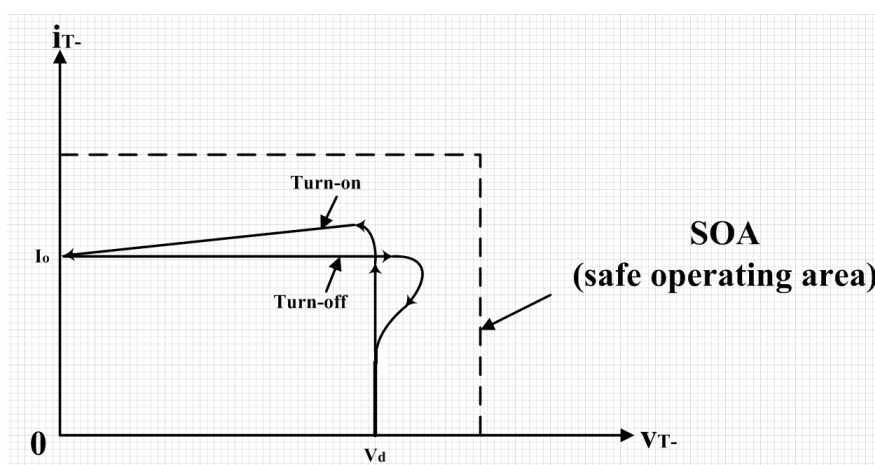 iT-
Turn-on
SOA
(safe operating area)
Io
Turn-off
0
Vd
VT-